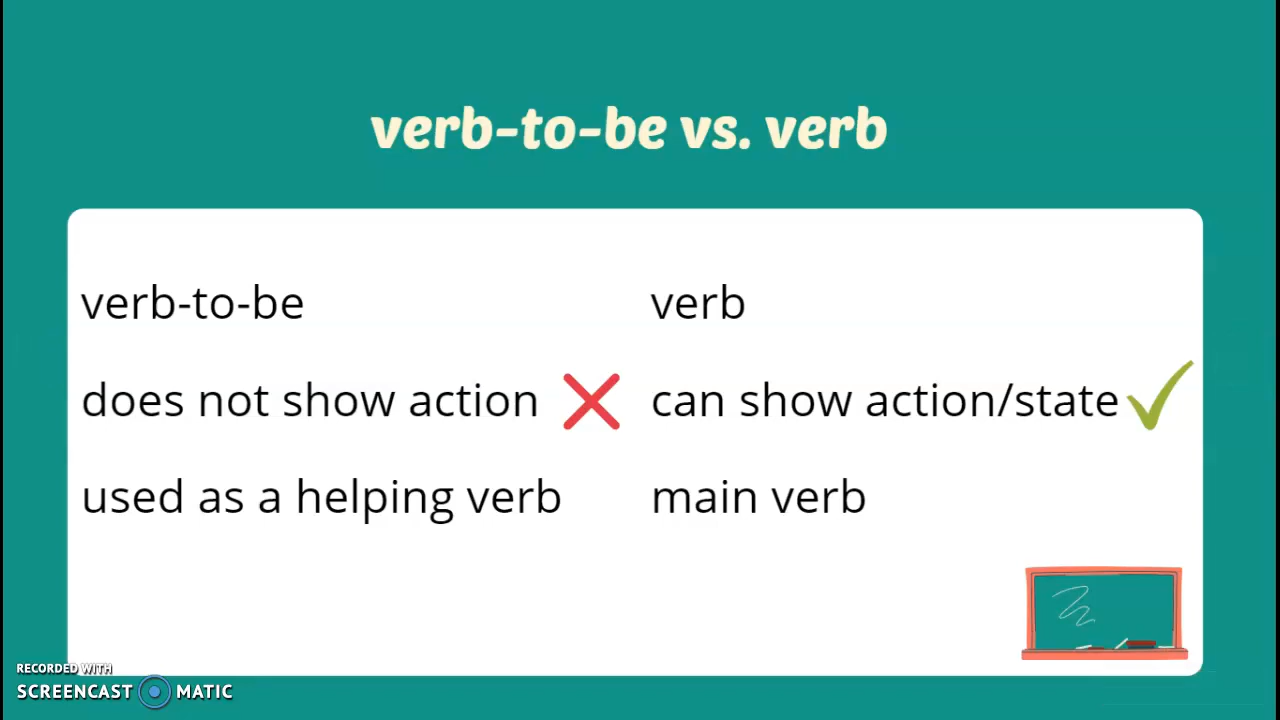 verb-to-be vs. verb
verb-to-be
does not show action
used as a helping verb
verb
can show action/state
main verb
RECORDED WITH
SCREENCAST MATIC